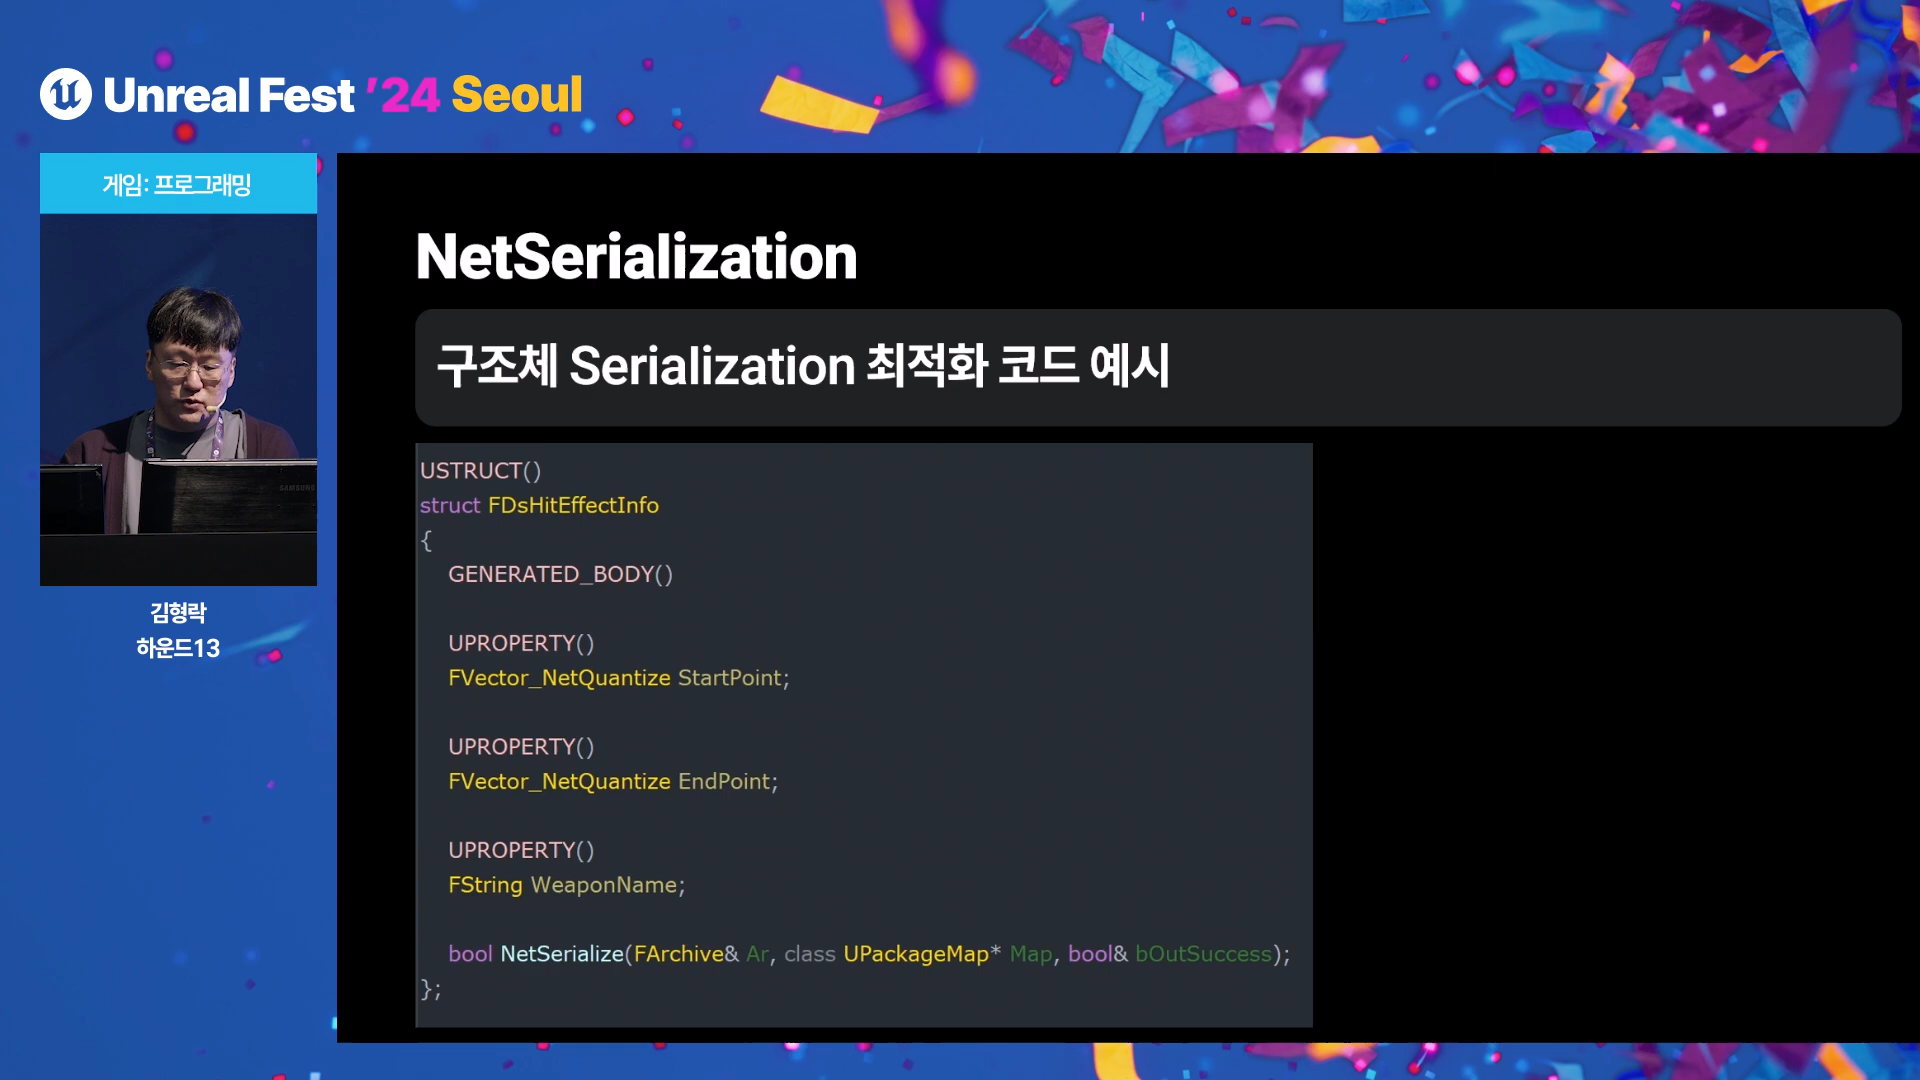 Unreal Fest ’24 Seoul
게임: 프로그래밍
김형락
하운드13
NetSerialization
구조체 Serialization 최적화 코드 예시
USTRUCT()
struct FDsHitEffectInfo
{
GENERATED_BODY()
UPROPERTY()
FVector_NetQuantize StartPoint;
UPROPERTY()
FVector_NetQuantize EndPoint;
UPROPERTY()
FString WeaponName;
bool NetSerialize(FArchive& Ar, class UPackageMap* Map, bool& bOutSuccess);
};
SAMSUNG